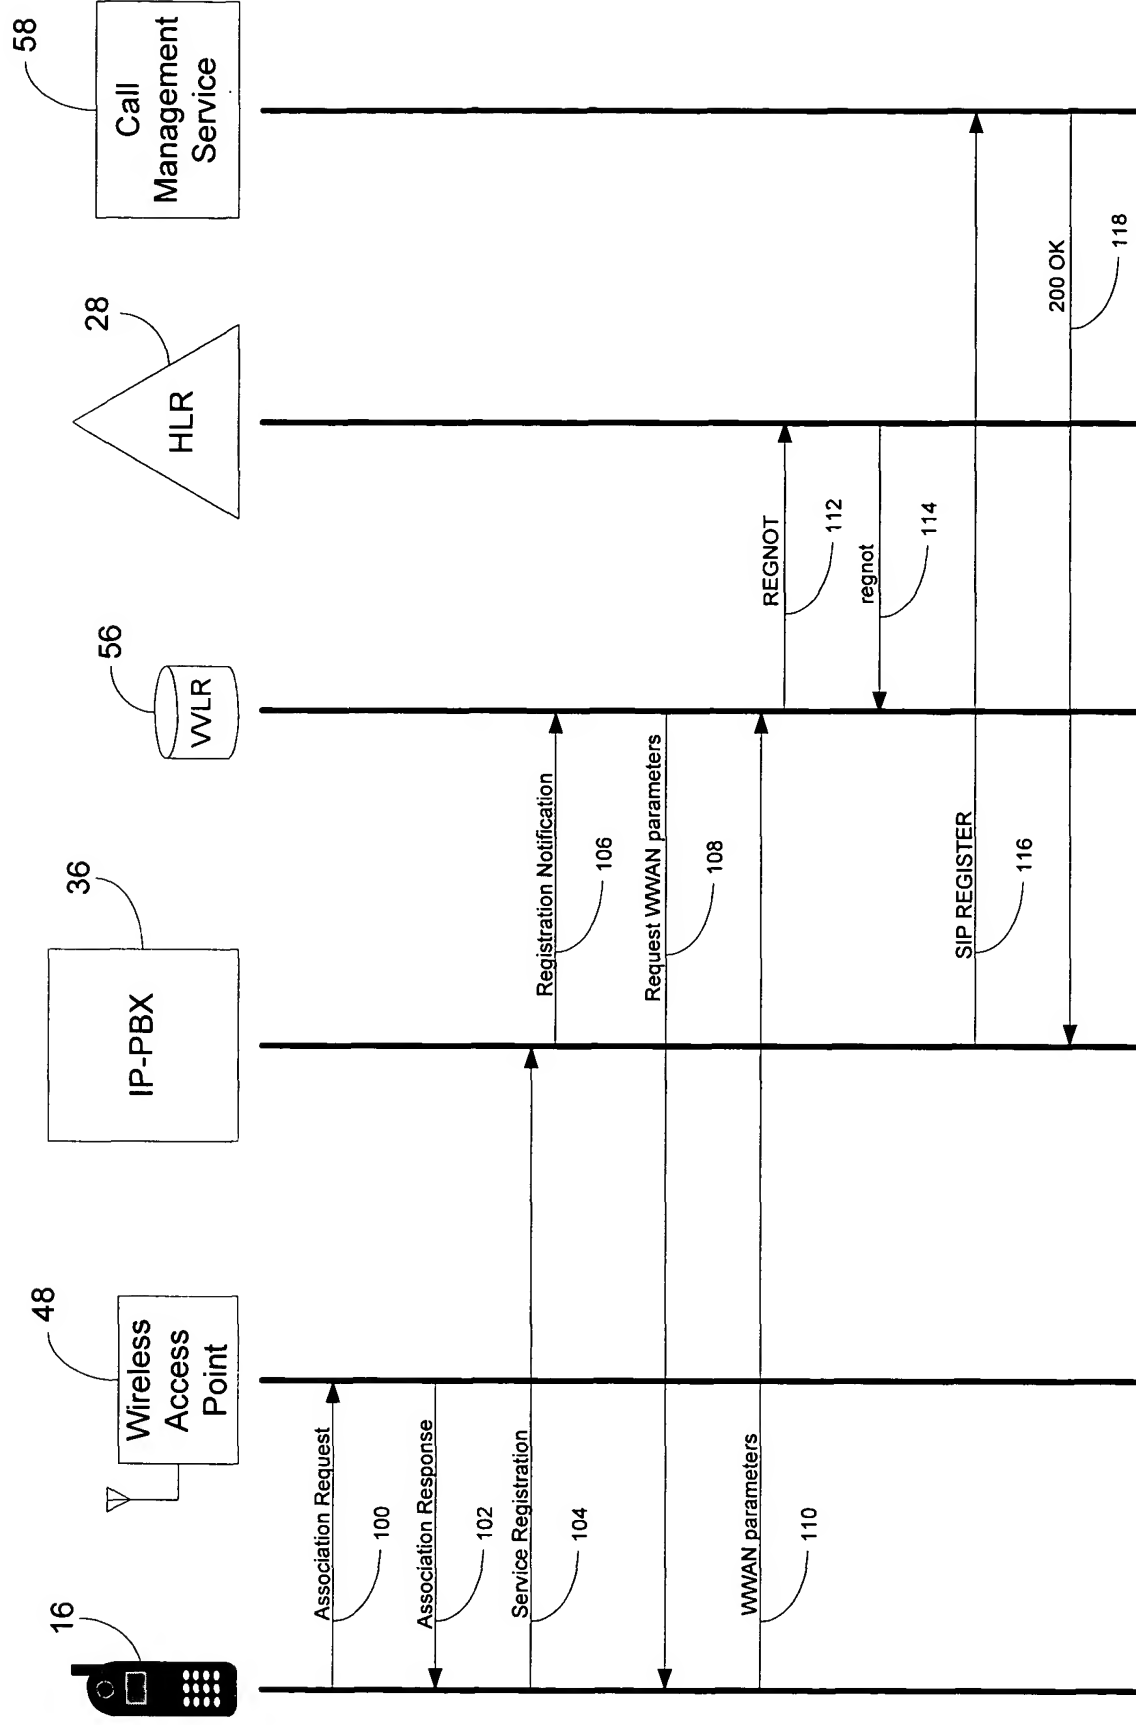 16
48
Wireless
Access
Point
36
IP-PBX
56
VVLR
28
HLR
58
Call
Management
Service
Association Request
100
Association Response
102
Service Registration
104
Registration Notification
106
Request WWAN parameters
108
WWAN parameters
110
REGNOT
112
regnot
114
SIP REGISTER
116
200 OK
118